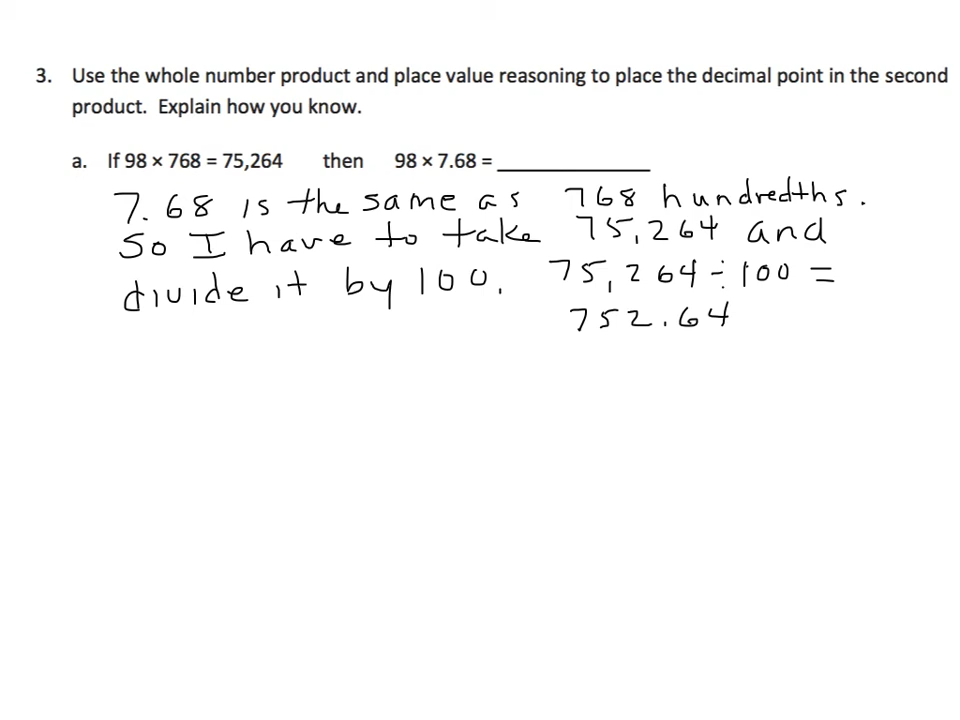 3. Use the whole number product and place value reasoning to place the decimal point in the second
product. Explain how you know.
a. If 98 × 768 = 75,264 then 98 × 7.68 = ____________
7.68 is the same as 768 hundredths.
So I have to take 75,264 and
divide it by 100. 75,264 ÷ 100 =
752.64